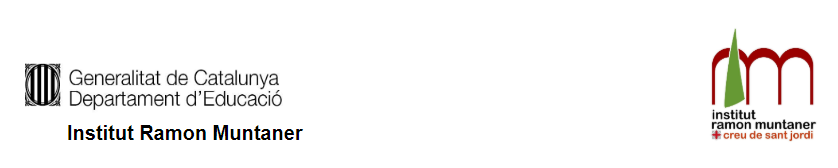 Generalitat de Catalunya
Departament d'Educació
Institut Ramon Muntaner
institut
ramon muntaner
creu de sant jordi